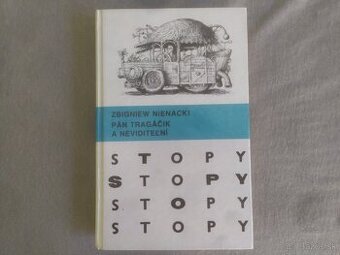 ZBIGNIEW NIENACKI
PÁN TRAGÁČIK
A NEVIDITEĽNÍ
STOPY
STOPY
STOPY
STOPY